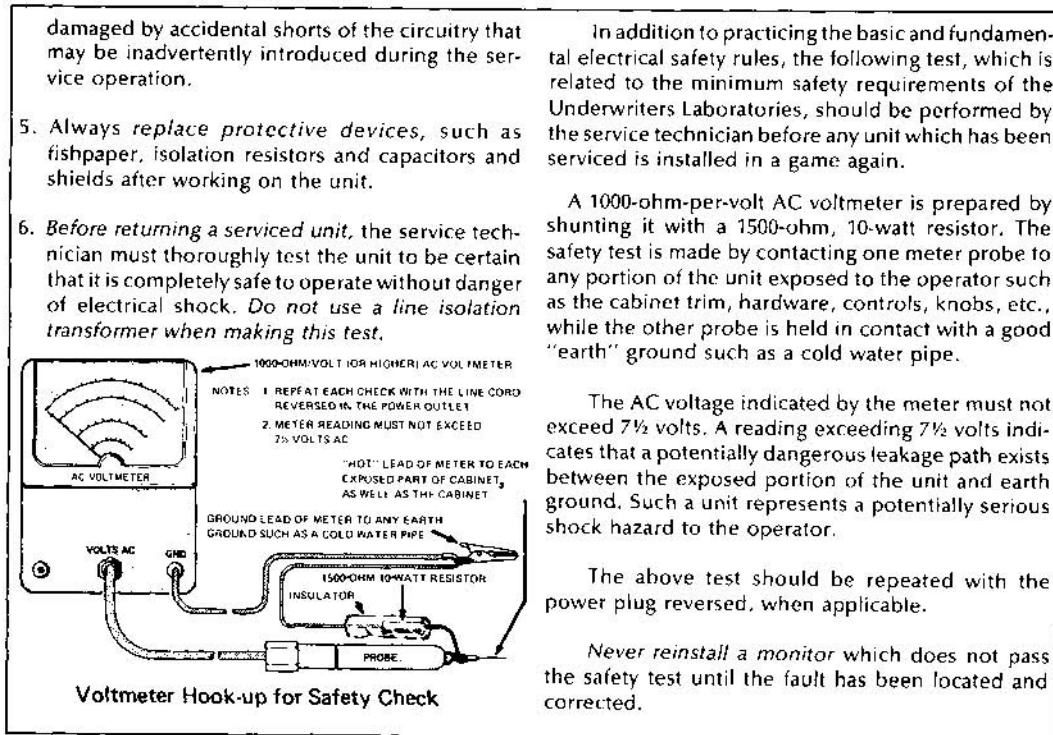 damaged by accidental shorts of the circuitry that
may be inadvertently introduced during the ser-
vice operation.
5. Always replace protective devices, such as
fishpaper, isolation resistors and capacitors and
shields after working on the unit.
6. Before returning a serviced unit, the service tech-
nician must thoroughly test the unit to be certain
that it is completely safe to operate without danger
of electrical shock. Do not use a line isolation
transformer when making this test.
1000-OHM/VOLT (OR HIGHER) AC VOLTMETER
NOTES 1 REPEAT EACH CHECK WITH THE LINE CORD
REVERSED IN THE POWER OUTLET
2. METER READING MUST NOT EXCEED
7½ VOLTS AC
AC VOLTMETER
"HOT" LEAD OF METER TO EACH
EXPOSED PART OF CABINET,
AS WELL AS THE CABINET
GROUND LEAD OF METER TO ANY EARTH
GROUND SUCH AS A COLD WATER PIPE
VOLTS AC
GND
1500-OHM 10-WATT RESISTOR
INSULATOR
PROBE.
Voltmeter Hook-up for Safety Check
In addition to practicing the basic and fundamen-
tal electrical safety rules, the following test, which is
related to the minimum safety requirements of the
Underwriters Laboratories, should be performed by
the service technician before any unit which has been
serviced is installed in a game again.
A 1000-ohm-per-volt AC voltmeter is prepared by
shunting it with a 1500-ohm, 10-watt resistor. The
safety test is made by contacting one meter probe to
any portion of the unit exposed to the operator such
as the cabinet trim, hardware, controls, knobs, etc.,
while the other probe is held in contact with a good
"earth" ground such as a cold water pipe.
The AC voltage indicated by the meter must not
exceed 7½ volts. A reading exceeding 7½ volts indi-
cates that a potentially dangerous leakage path exists
between the exposed portion of the unit and earth
ground. Such a unit represents a potentially serious
shock hazard to the operator.
The above test should be repeated with the
power plug reversed, when applicable.
Never reinstall a monitor which does not pass
the safety test until the fault has been located and
corrected.